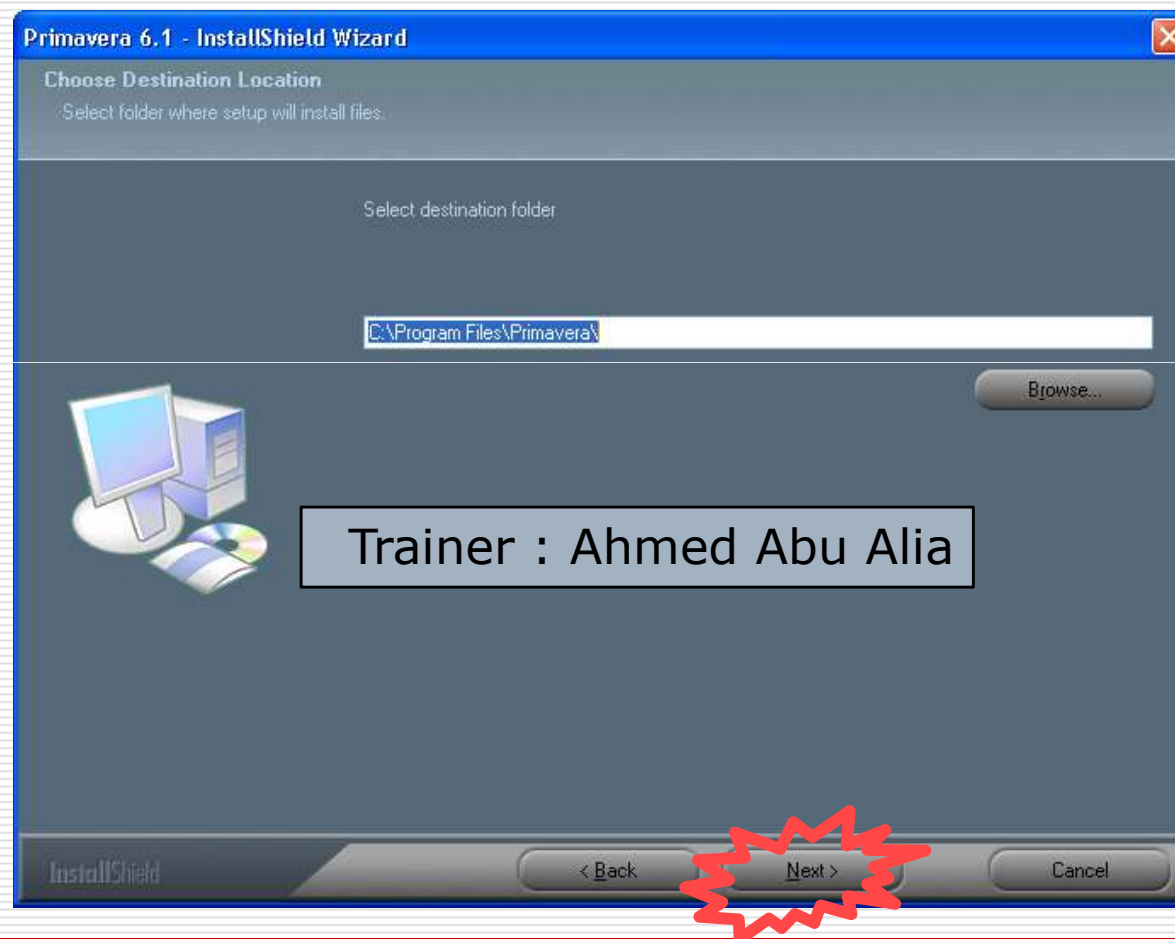 Primavera 6.1 - InstallShield Wizard
Choose Destination Location
Select folder where setup will install files.
Select destination folder
C:\Program Files\Primavera\
Browse...
Trainer : Ahmed Abu Alia
InstallShield
< Back
Next >
Cancel